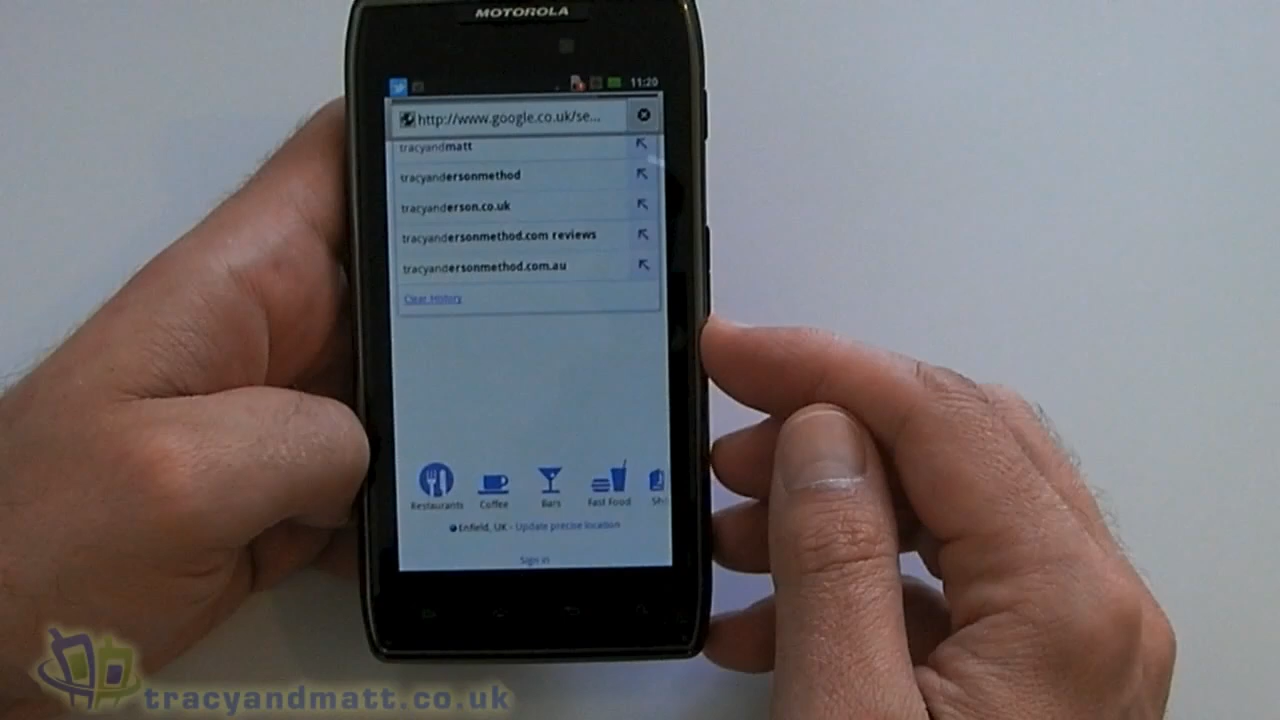 MOTOROLA
11:20
http://www.google.co.uk/se...
tracyandmatt
tracyandersonmethod
tracyanderson.co.uk
tracyandersonmethod.com reviews
tracyandersonmethod.com.au
Clear History
Restaurants Coffee Bars Fast Food
Enfield, UK - Update precise location
Sign in
tracyandmatt.co.uk